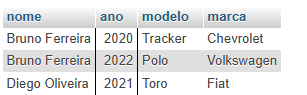 nome ano modelo marca
Bruno Ferreira 2020 Tracker Chevrolet
Bruno Ferreira 2022 Polo Volkswagen
Diego Oliveira 2021 Toro Fiat